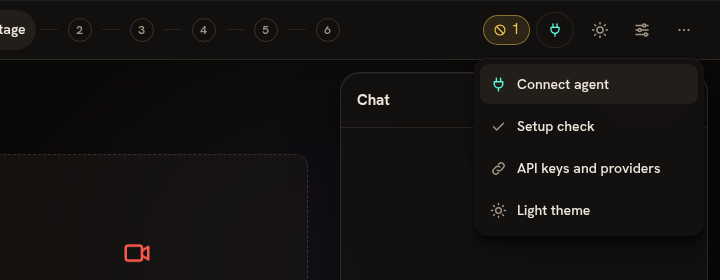 tage
2
3
4
5
6
1
Chat
Connect agent
Setup check
API keys and providers
Light theme